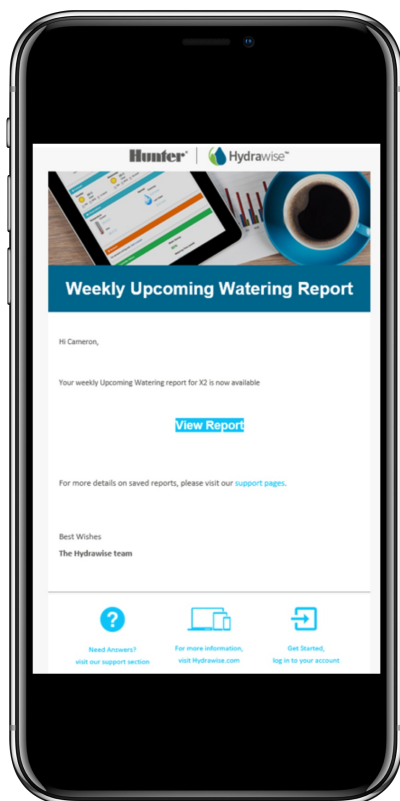 Hunter® | Hydrawise™
Weekly Upcoming Watering Report
Hi Cameron,
Your weekly Upcoming Watering report for X2 is now available
View Report
For more details on saved reports, please visit our support pages.
Best Wishes
The Hydrawise team
?
Need Answers?
visit our support section
For more information,
visit Hydrawise.com
Get Started,
log in to your account